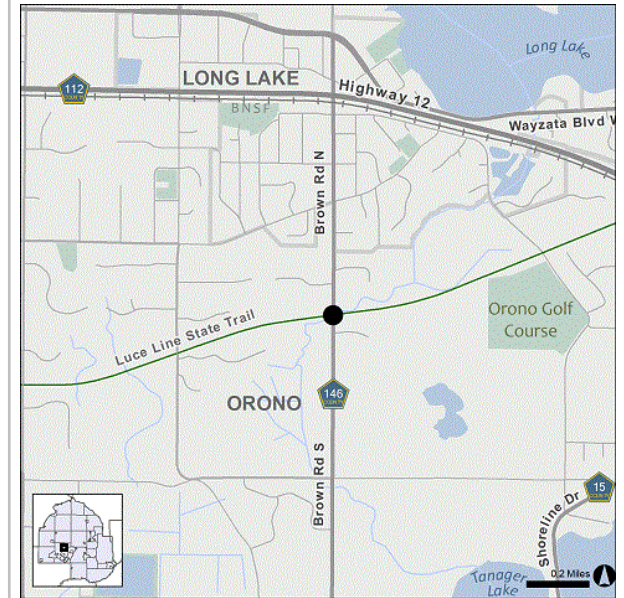 Long Lake
LONG LAKE
Highway 12
112
BNSF
Wayzata Blvd W
Brown Rd N
Luce Line State Trail
Orono Golf
Course
ORONO
146
Brown Rd S
15
Shoreline Dr
Tanager
Lake
0.2 Miles